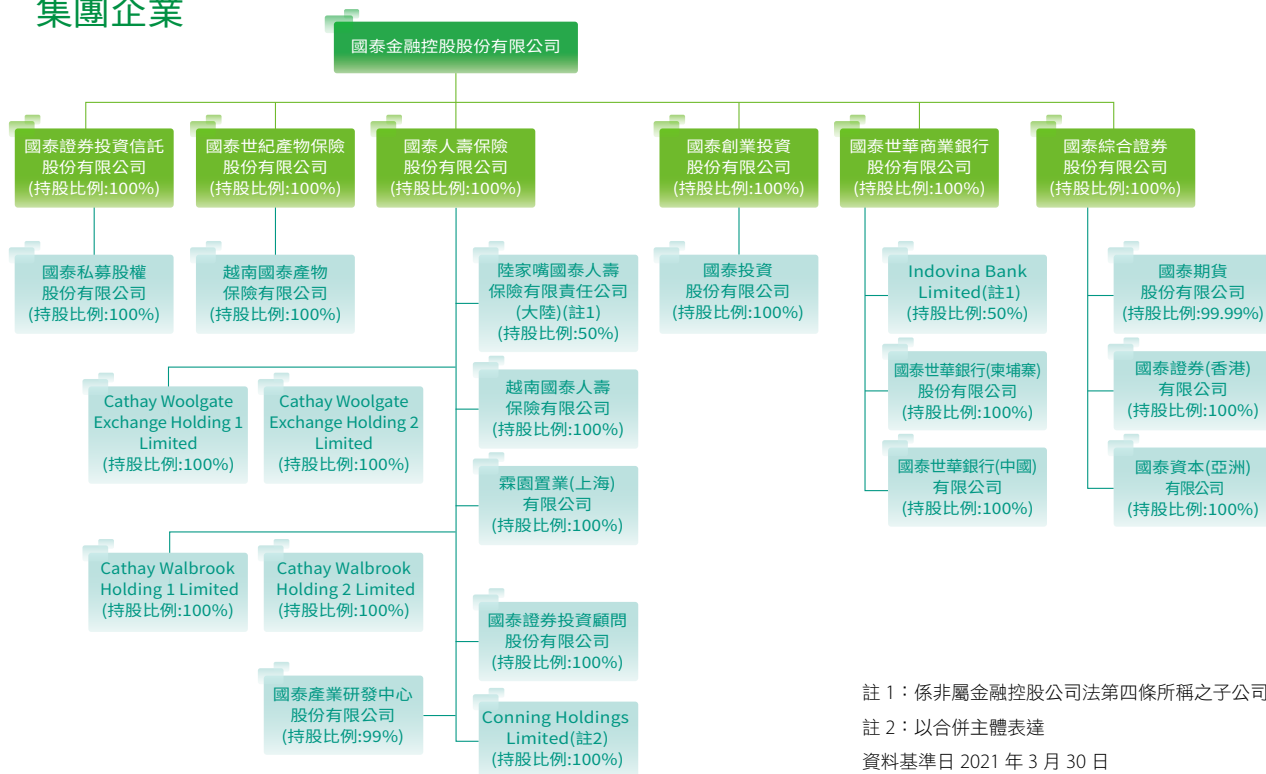 集團企業
國泰金融控股股份有限公司
國泰證券投資信託
股份有限公司
(持股比例:100%)
國泰世紀產物保險
股份有限公司
(持股比例:100%)
國泰人壽保險
股份有限公司
(持股比例:100%)
國泰創業投資
股份有限公司
(持股比例:100%)
國泰世華商業銀行
股份有限公司
(持股比例:100%)
國泰綜合證券
股份有限公司
(持股比例:100%)
國泰私募股權
股份有限公司
(持股比例:100%)
越南國泰產物
保險有限公司
(持股比例:100%)
陸家嘴國泰人壽
保險有限責任公司
(大陸)(註1)
(持股比例:50%)
國泰投資
股份有限公司
(持股比例:100%)
Indovina Bank
Limited(註1)
(持股比例:50%)
國泰期貨
股份有限公司
(持股比例:99.99%)
Cathay Woolgate
Exchange Holding 1
Limited
(持股比例:100%)
Cathay Woolgate
Exchange Holding 2
Limited
(持股比例:100%)
越南國泰人壽
保險有限公司
(持股比例:100%)
國泰世華銀行(柬埔寨)
股份有限公司
(持股比例:100%)
國泰證券(香港)
有限公司
(持股比例:100%)
霖園置業(上海)
有限公司
(持股比例:100%)
國泰世華銀行(中國)
有限公司
(持股比例:100%)
國泰資本(亞洲)
有限公司
(持股比例:100%)
Cathay Walbrook
Holding 1 Limited
(持股比例:100%)
Cathay Walbrook
Holding 2 Limited
(持股比例:100%)
國泰證券投資顧問
股份有限公司
(持股比例:100%)
國泰產業研發中心
股份有限公司
(持股比例:99%)
Conning Holdings
Limited(註2)
(持股比例:100%)
註 1：係非屬金融控股公司法第四條所稱之子公司
註 2：以合併主體表達
資料基準日 2021 年 3 月 30 日